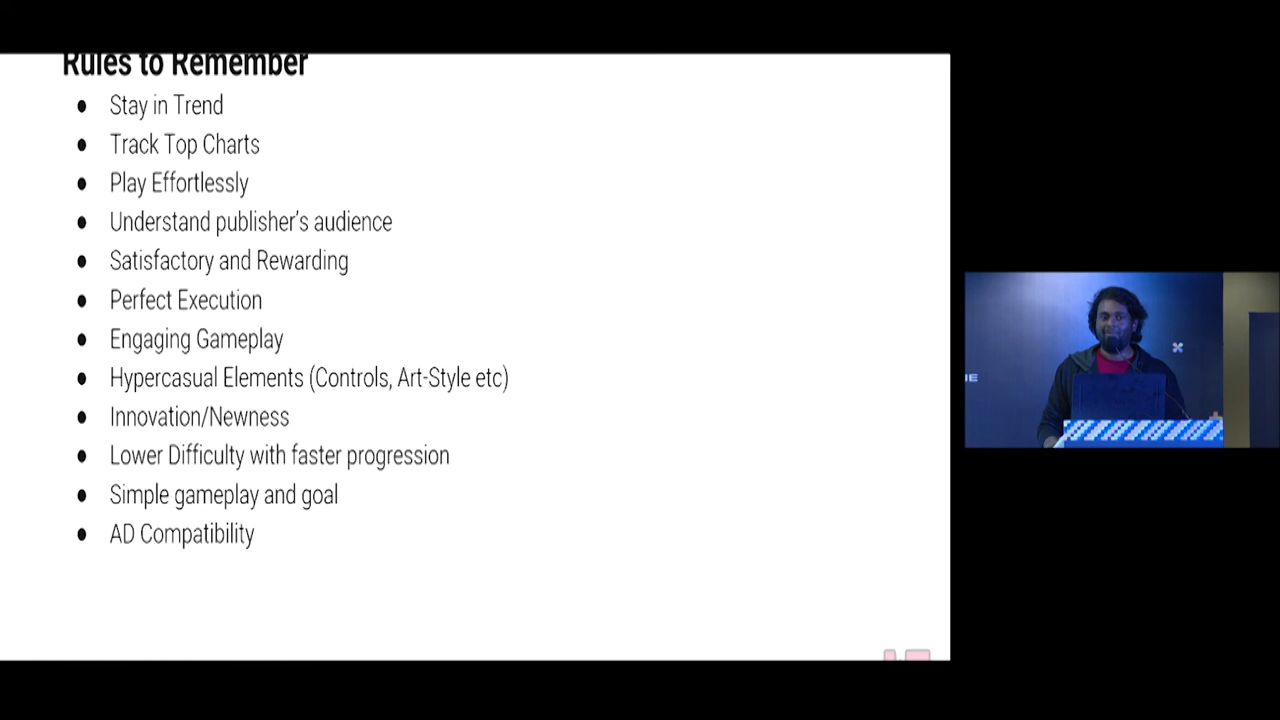 Rules to Remember
● Stay in Trend
● Track Top Charts
● Play Effortlessly
● Understand publisher’s audience
● Satisfactory and Rewarding
● Perfect Execution
● Engaging Gameplay
● Hypercasual Elements (Controls, Art-Style etc)
● Innovation/Newness
● Lower Difficulty with faster progression
● Simple gameplay and goal
● AD Compatibility